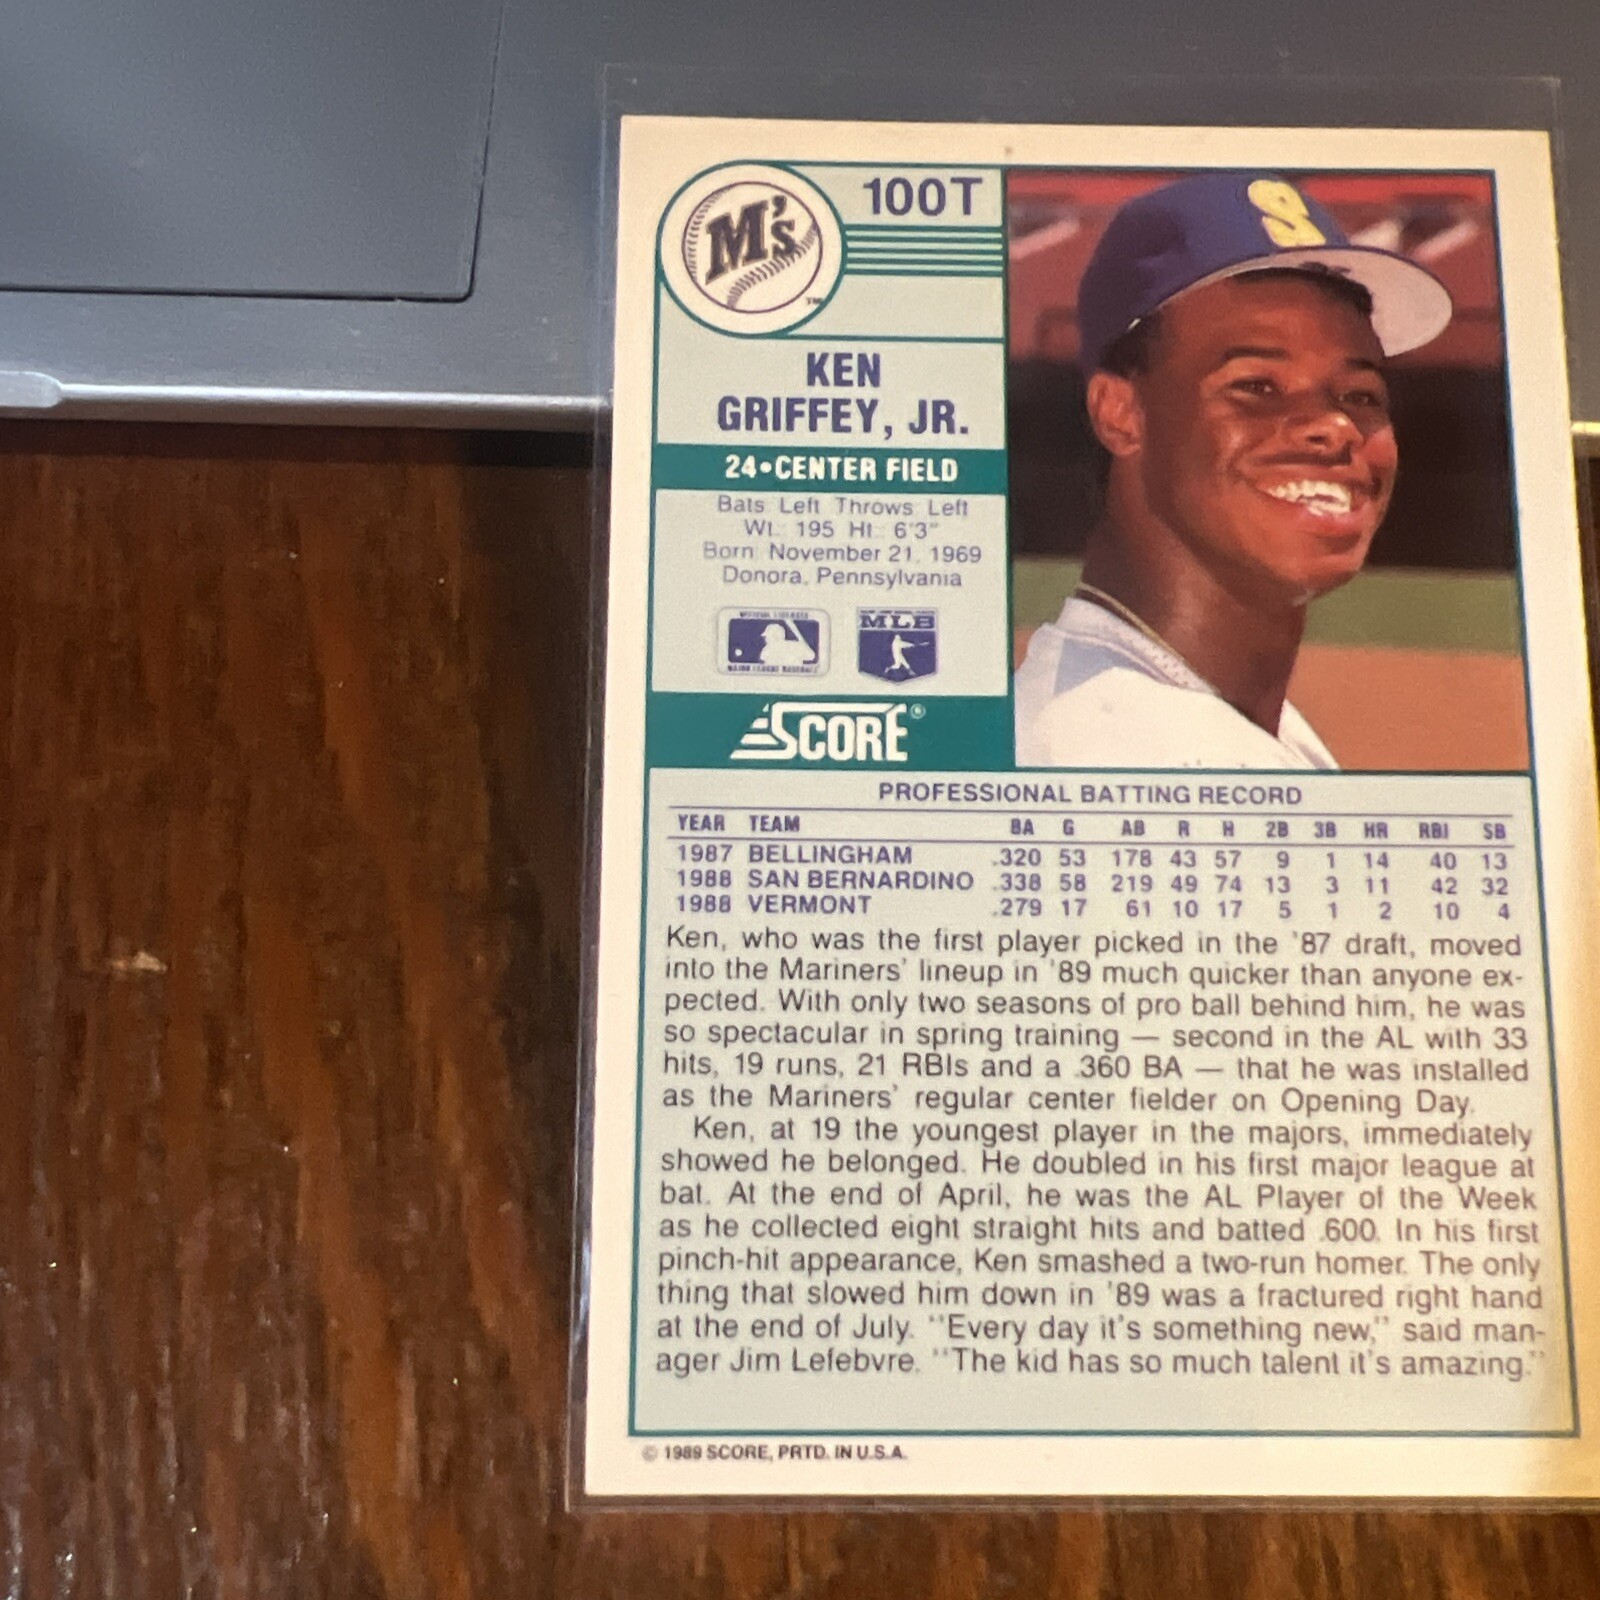 100T
M's
TM
S
KEN
GRIFFEY, JR.
24•CENTER FIELD
Bats: Left Throws: Left
Wt.: 195 Ht.: 6'3"
Born: November 21, 1969
Donora, Pennsylvania
MLB
MAJOR LEAGUE BASEBALL
SCORE®
PROFESSIONAL BATTING RECORD
YEAR TEAM BA G AB R H 2B 3B HR RBI SB
1987 BELLINGHAM .320 53 178 43 57 9 1 14 40 13
1988 SAN BERNARDINO .338 58 219 49 74 13 3 11 42 32
1988 VERMONT .279 17 61 10 17 5 1 2 10 4
Ken, who was the first player picked in the '87 draft, moved
into the Mariners' lineup in '89 much quicker than anyone ex-
pected. With only two seasons of pro ball behind him, he was
so spectacular in spring training — second in the AL with 33
hits, 19 runs, 21 RBIs and a .360 BA — that he was installed
as the Mariners' regular center fielder on Opening Day.
Ken, at 19 the youngest player in the majors, immediately
showed he belonged. He doubled in his first major league at
bat. At the end of April, he was the AL Player of the Week
as he collected eight straight hits and batted .600. In his first
pinch-hit appearance, Ken smashed a two-run homer. The only
thing that slowed him down in '89 was a fractured right hand
at the end of July. "Every day it's something new," said man-
ager Jim Lefebvre. "The kid has so much talent it's amazing."
© 1989 SCORE, PRTD. IN U.S.A.